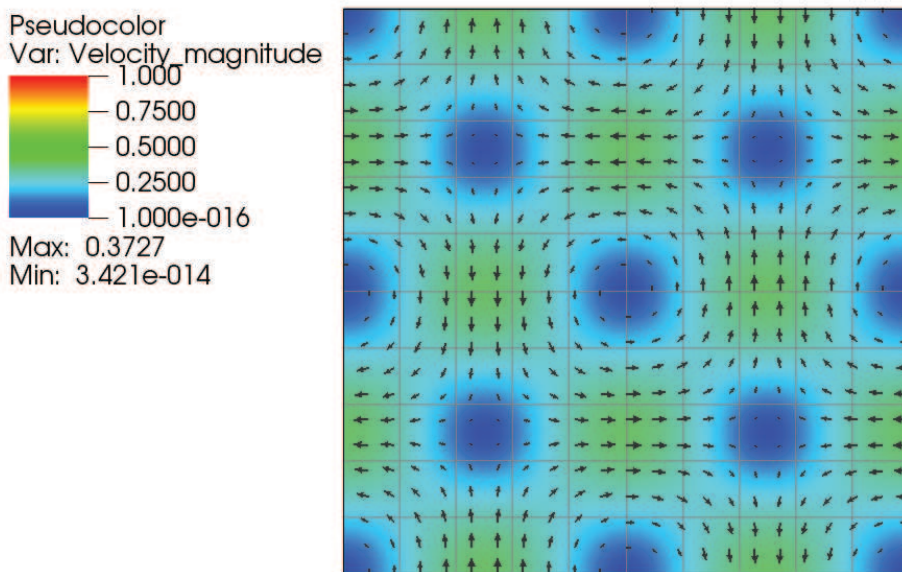 Pseudocolor
Var: Velocity_magnitude
1.000
0.7500
0.5000
0.2500
1.000e-016
Max: 0.3727
Min: 3.421e-014